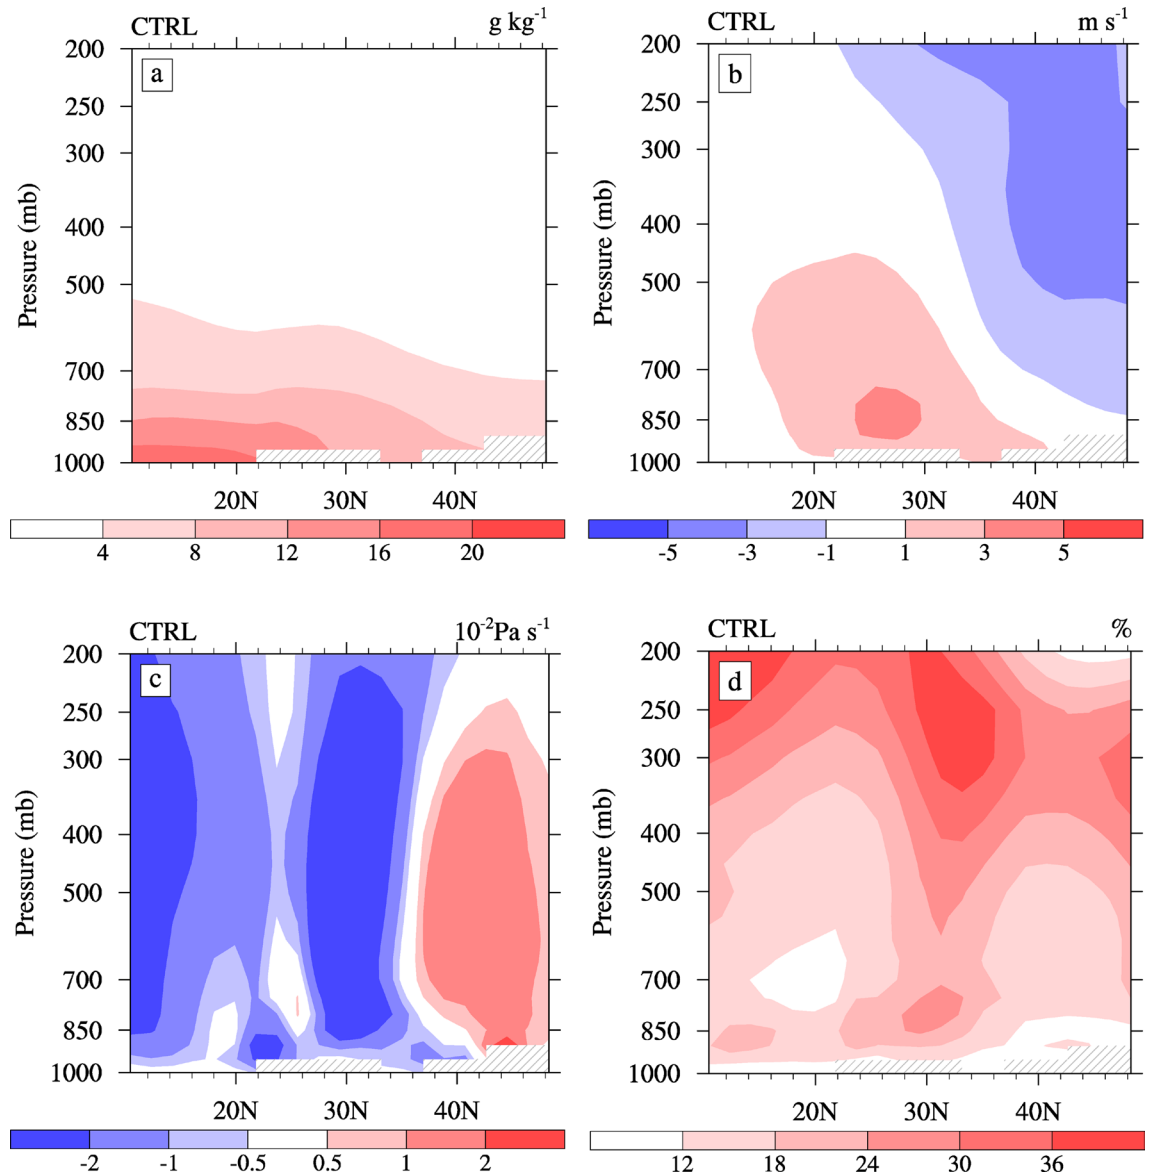 CTRL g kg-1
a
200
250
300
400
500
700
850
1000
Pressure (mb)
20N 30N 40N
4 8 12 16 20
CTRL m s-1
b
200
250
300
400
500
700
850
1000
Pressure (mb)
20N 30N 40N
-5 -3 -1 1 3 5
CTRL 10-2Pa s-1
c
200
250
300
400
500
700
850
1000
Pressure (mb)
20N 30N 40N
-2 -1 -0.5 0.5 1 2
CTRL %
d
200
250
300
400
500
700
850
1000
Pressure (mb)
20N 30N 40N
12 18 24 30 36